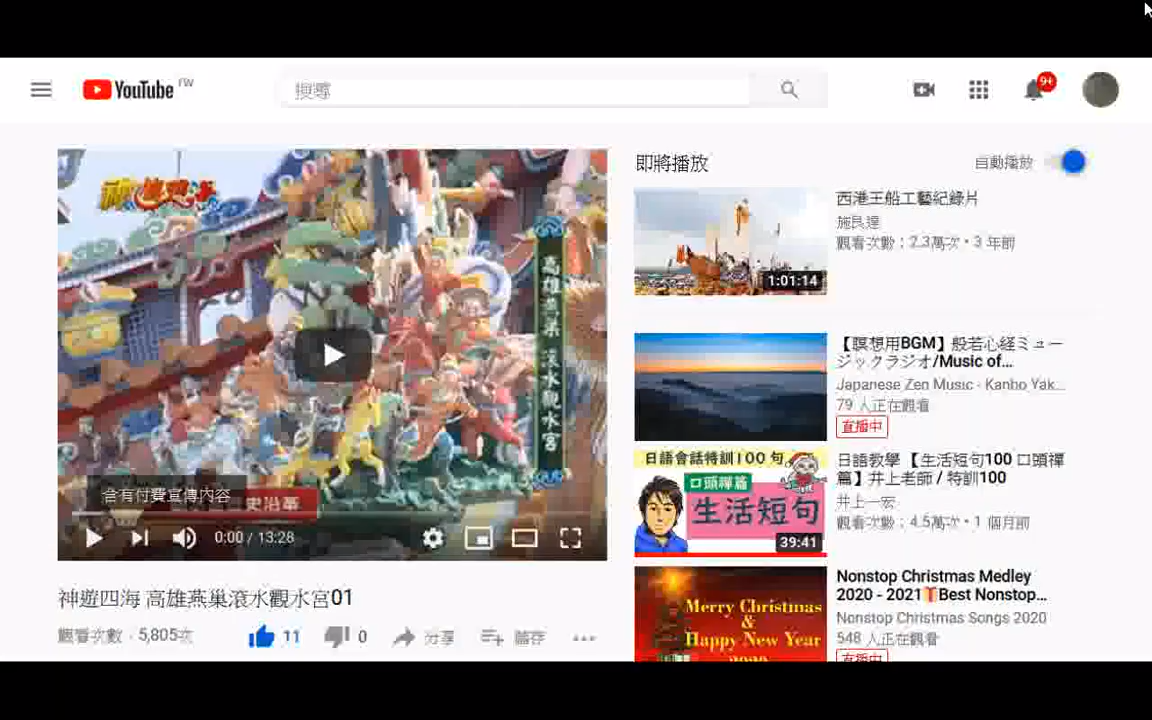 YouTube TW
搜尋
9+
神遊四海
高雄燕巢 滾水觀水宮
含有付費宣傳內容
史沿革
0:00 / 13:28
神遊四海 高雄燕巢滾水觀水宮01
觀看次數：5,805次
11
0
分享
儲存
即將播放
自動播放
西港王船工藝紀錄片
施良達
觀看次數：2.3萬次・3 年前
1:01:14
【瞑想用BGM】般若心経ミュー
ジックラジオ/Music of...
Japanese Zen Music - Kanho Yak...
79 人正在觀看
直播中
日語會話特訓100句
口頭禪篇
生活短句
39:41
日語教學 【生活短句100 口頭禪
篇】井上老師 / 特訓100
井上一宏
觀看次數：4.5萬次・1 個月前
Merry Christmas
&
Happy New Year
2020
Nonstop Christmas Medley
2020 - 2021🎁Best Nonstop...
Nonstop Christmas Songs 2020
548 人正在觀看
直播中